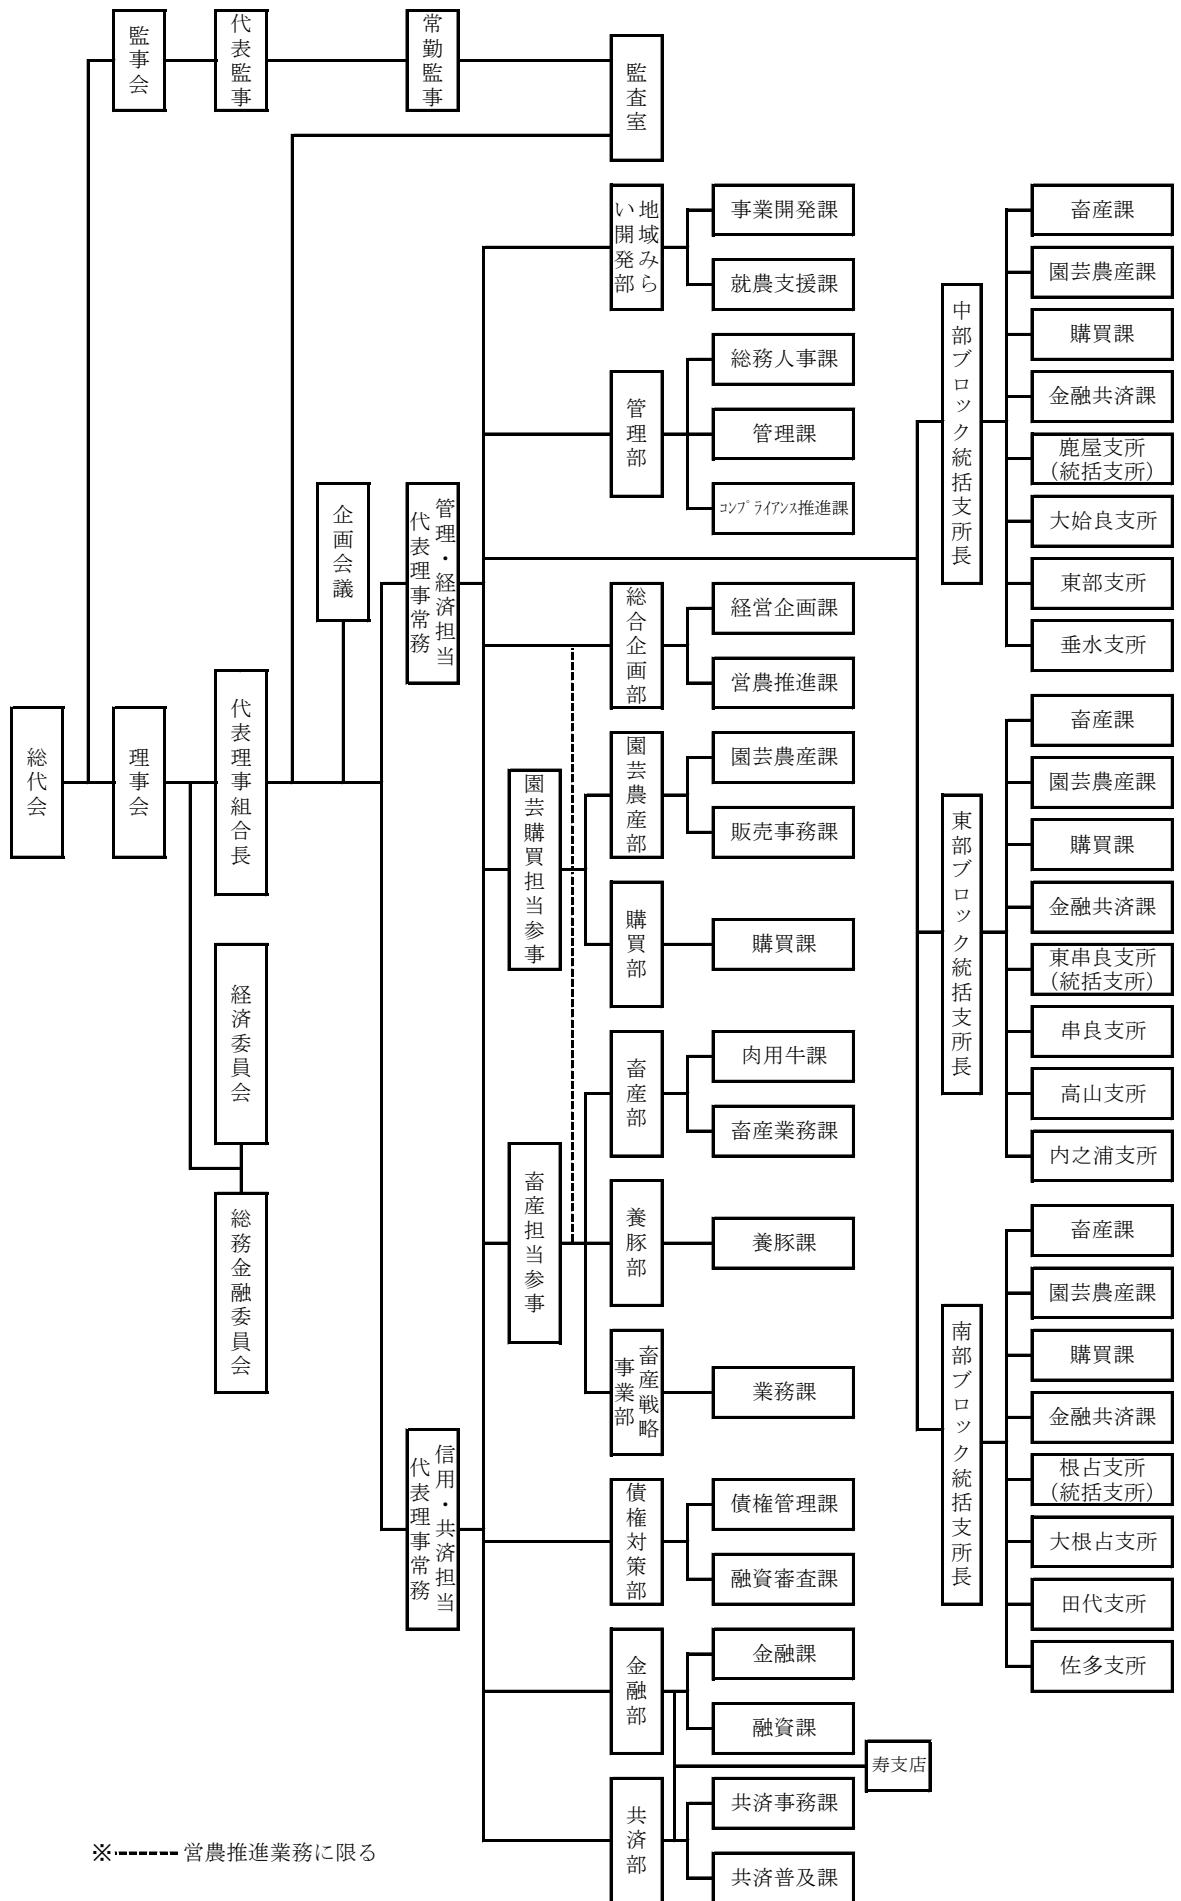 監事会
代表監事
常勤監事
監査室
総代会
理事会
代表理事組合長
経済委員会
総務金融委員会
企画会議
管理・経済担当
代表理事常務
信用・共済担当
代表理事常務
園芸購買担当参事
畜産担当参事
地域みら
い開発部
事業開発課
就農支援課
管理部
総務人事課
管理課
コンプライアンス推進課
総合企画部
経営企画課
営農推進課
園芸農産部
園芸農産課
販売事務課
購買部
購買課
畜産部
肉用牛課
畜産業務課
養豚部
養豚課
畜産戦略
事業部
業務課
債権対策部
債権管理課
融資審査課
金融部
金融課
融資課
寿支店
共済部
共済事務課
共済普及課
中部ブロック統括支所長
畜産課
園芸農産課
購買課
金融共済課
鹿屋支所
(統括支所)
大姶良支所
東部支所
垂水支所
東部ブロック統括支所長
畜産課
園芸農産課
購買課
金融共済課
東串良支所
(統括支所)
串良支所
高山支所
内之浦支所
南部ブロック統括支所長
畜産課
園芸農産課
購買課
金融共済課
根占支所
(統括支所)
大根占支所
田代支所
佐多支所
※------ 営農推進業務に限る